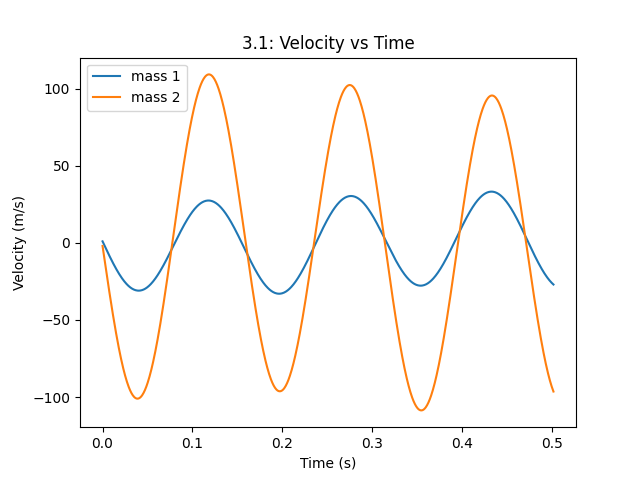 3.1: Velocity vs Time
mass 1
mass 2
Velocity (m/s)
100
50
0
−50
−100
0.0 0.1 0.2 0.3 0.4 0.5
Time (s)